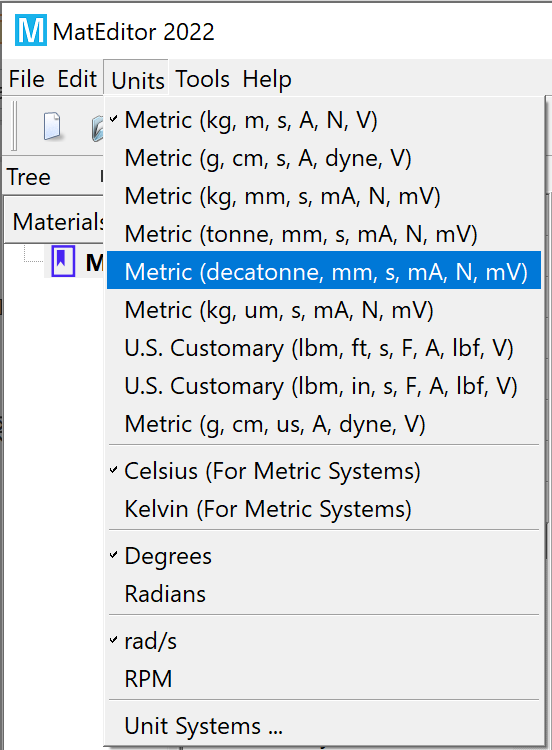 M MatEditor 2022
File Edit Units Tools Help
Metric (kg, m, s, A, N, V)
Metric (g, cm, s, A, dyne, V)
Tree
Metric (kg, mm, s, mA, N, mV)
Materials
Metric (tonne, mm, s, mA, N, mV)
M
Metric (decatonne, mm, s, mA, N, mV)
Metric (kg, um, s, mA, N, mV)
U.S. Customary (lbm, ft, s, F, A, lbf, V)
U.S. Customary (lbm, in, s, F, A, lbf, V)
Metric (g, cm, us, A, dyne, V)
Celsius (For Metric Systems)
Kelvin (For Metric Systems)
Degrees
Radians
rad/s
RPM
Unit Systems ...